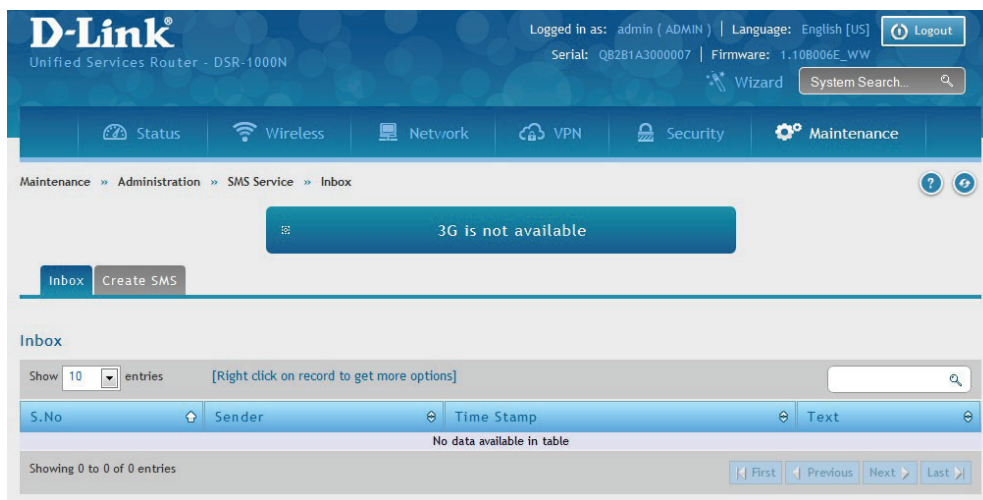 D-Link®
Unified Services Router - DSR-1000N
Logged in as: admin ( ADMIN ) | Language: English [US]
Logout
Serial: QB2B1A3000007 | Firmware: 1.10B006E_WW
Wizard
System Search...
Status
Wireless
Network
VPN
Security
Maintenance
Maintenance » Administration » SMS Service » Inbox
?
3G is not available
Inbox
Create SMS
Inbox
Show 10 entries [Right click on record to get more options]
S.No Sender Time Stamp Text
No data available in table
Showing 0 to 0 of 0 entries
First Previous Next Last